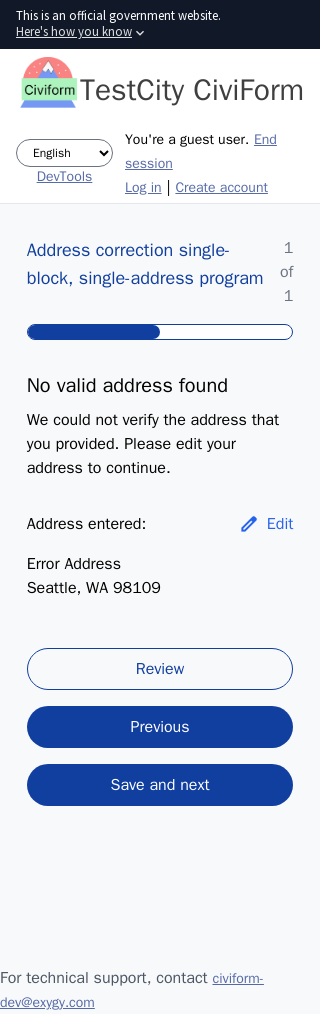 This is an official government website.
Here's how you know
Civiform
TestCity CiviForm
English
DevTools
You're a guest user. End
session
Log in | Create account
Address correction single-
block, single-address program
1
of
1
No valid address found
We could not verify the address that
you provided. Please edit your
address to continue.
Address entered:
Edit
Error Address
Seattle, WA 98109
Review
Previous
Save and next
For technical support, contact civiform-
dev@exygy.com